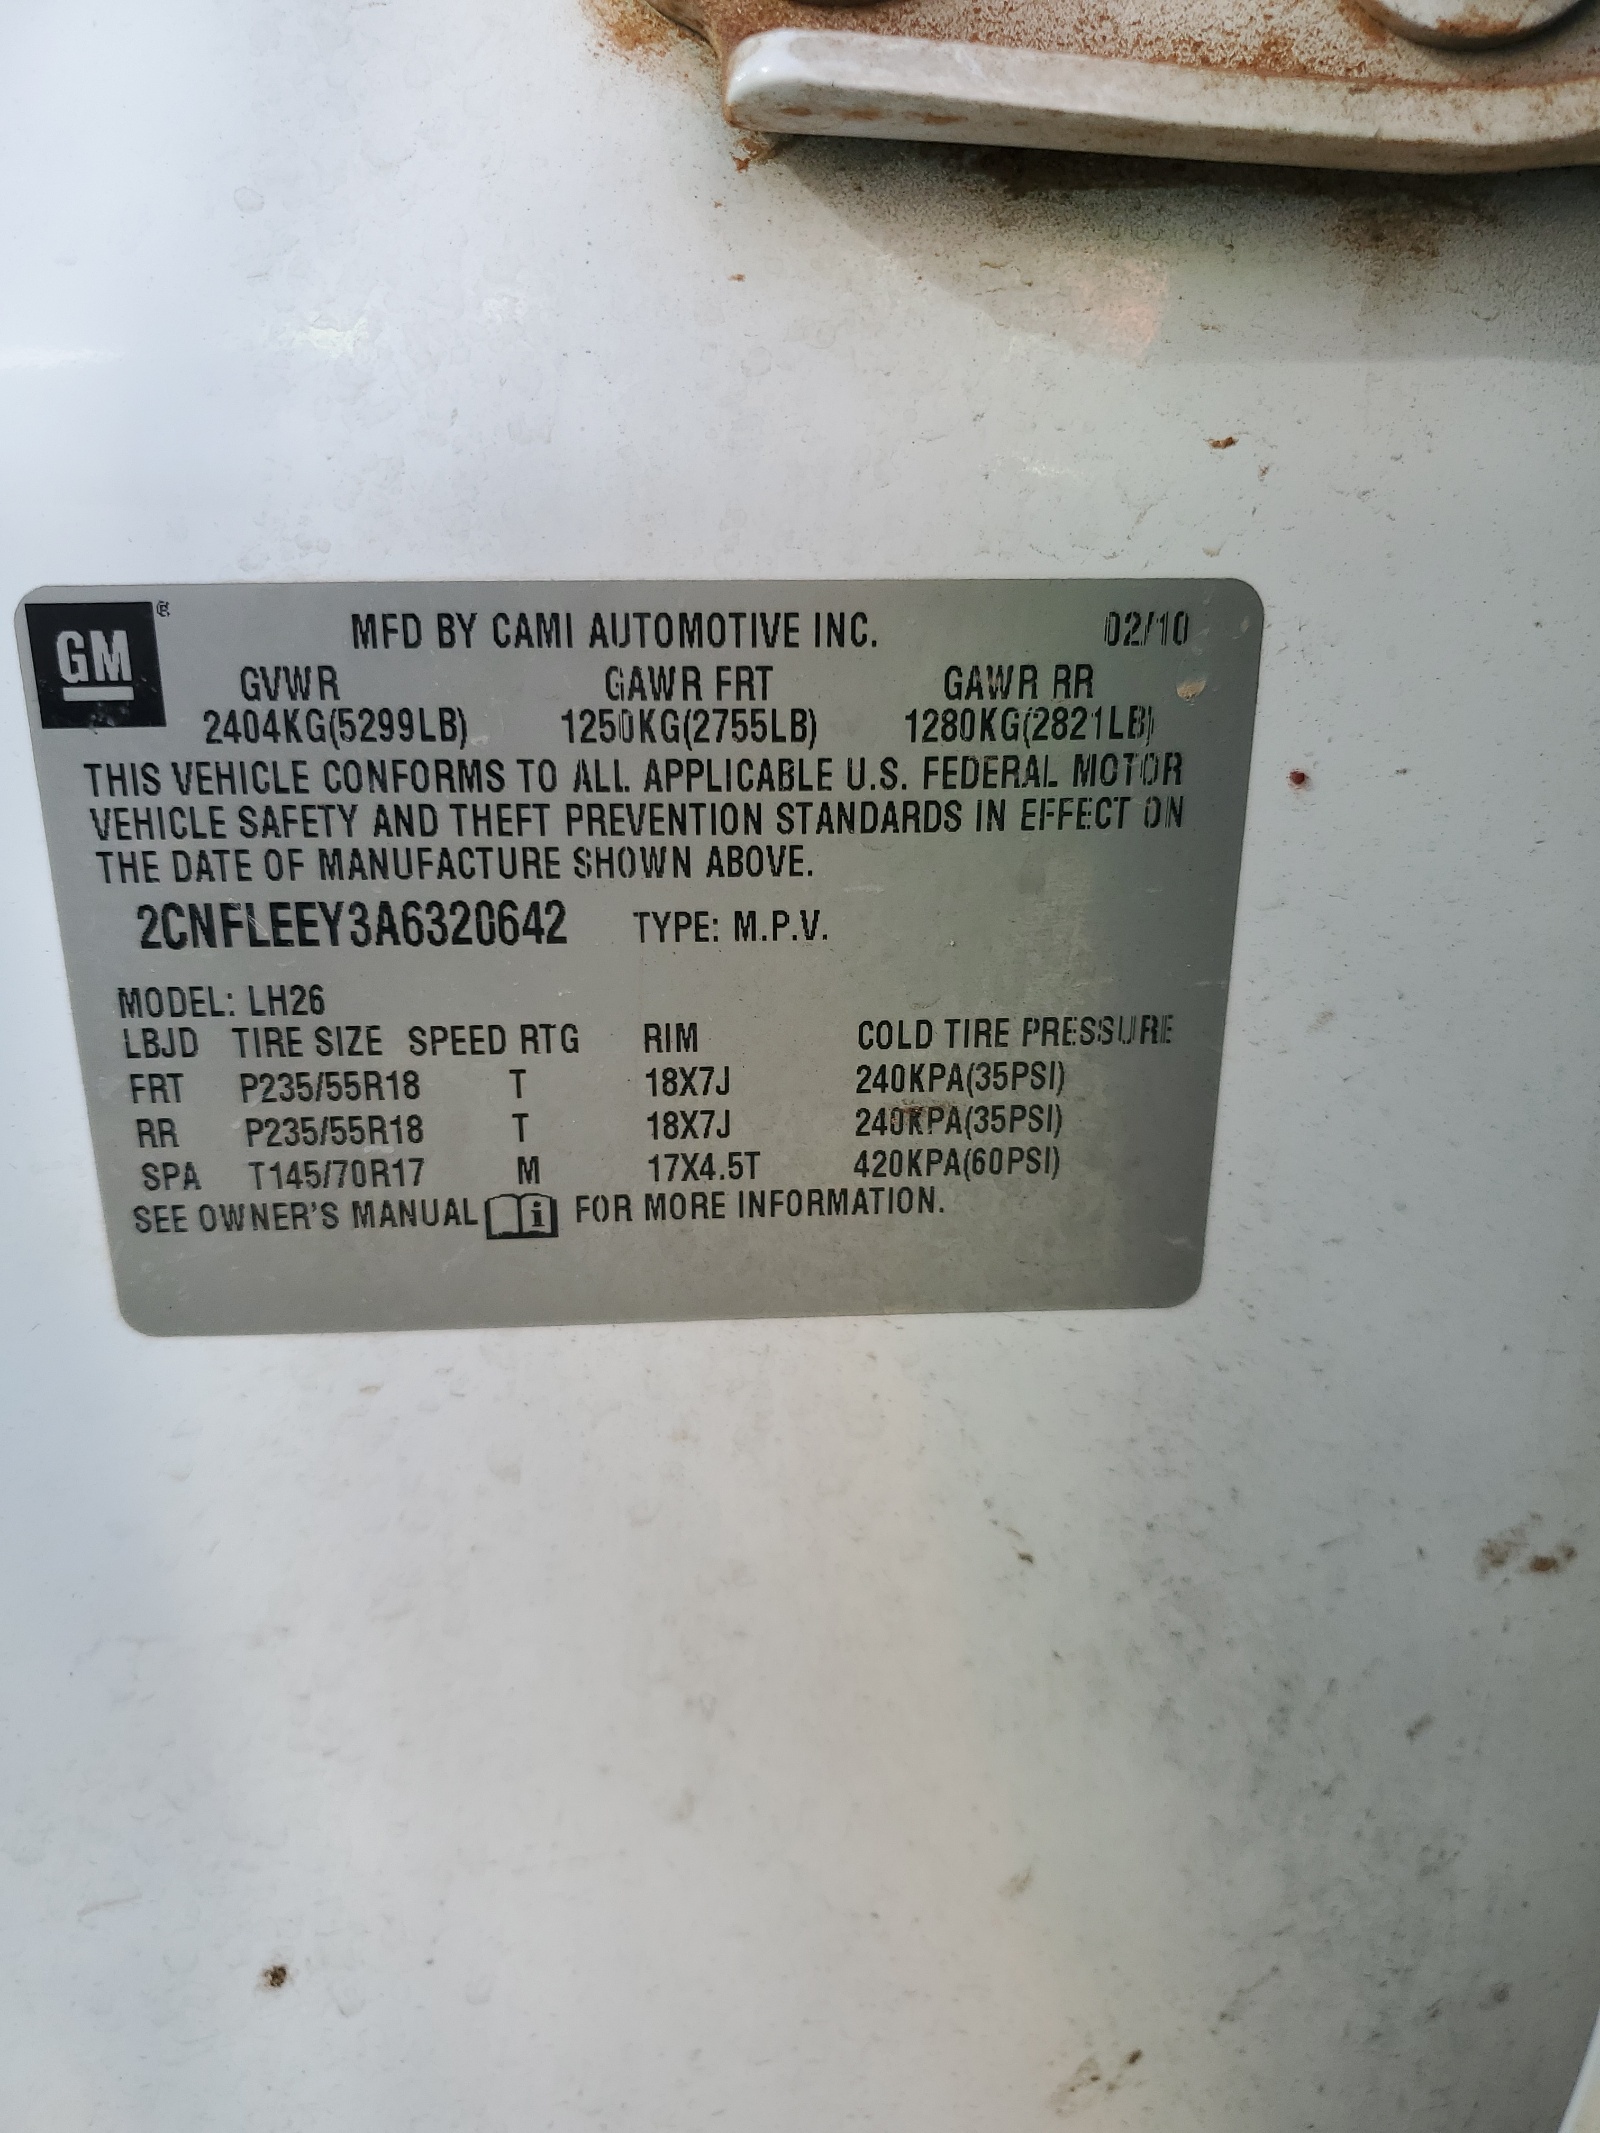 GM ®
MFD BY CAMI AUTOMOTIVE INC. 02/10
GVWR GAWR FRT GAWR RR
2404KG(5299LB) 1250KG(2755LB) 1280KG(2821LB)
THIS VEHICLE CONFORMS TO ALL APPLICABLE U.S. FEDERAL MOTOR
VEHICLE SAFETY AND THEFT PREVENTION STANDARDS IN EFFECT ON
THE DATE OF MANUFACTURE SHOWN ABOVE.
2CNFLEEY3A6320642 TYPE: M.P.V.
MODEL: LH26
LBJD TIRE SIZE SPEED RTG RIM COLD TIRE PRESSURE
FRT P235/55R18 T 18X7J 240KPA(35PSI)
RR P235/55R18 T 18X7J 240KPA(35PSI)
SPA T145/70R17 M 17X4.5T 420KPA(60PSI)
SEE OWNER'S MANUAL i FOR MORE INFORMATION.